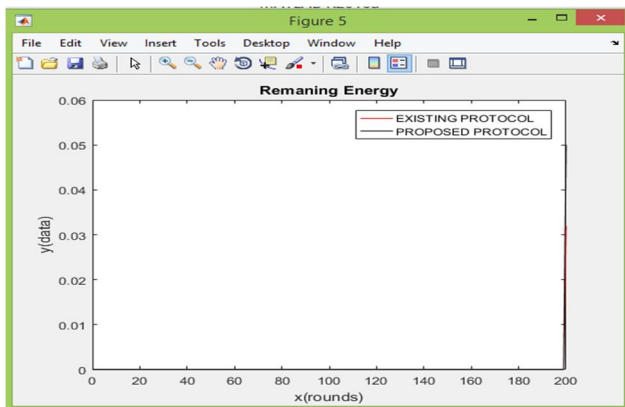 Figure 5
File Edit View Insert Tools Desktop Window Help
Remaning Energy
EXISTING PROTOCOL
PROPOSED PROTOCOL
0.06
0.05
0.04
0.03
0.02
0.01
0
y(data)
0 20 40 60 80 100 120 140 160 180 200
x(rounds)